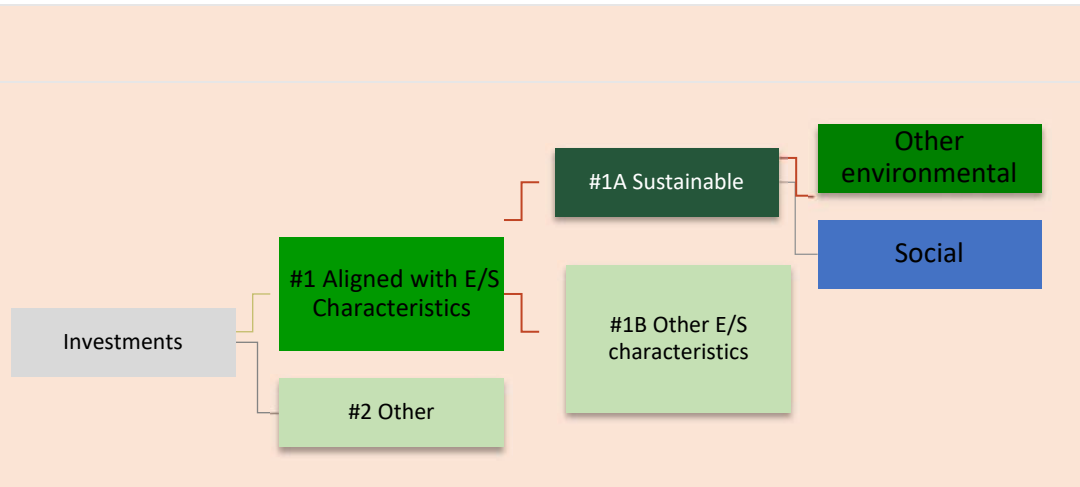 Investments
#1 Aligned with E/S
Characteristics
#2 Other
#1A Sustainable
#1B Other E/S
characteristics
Other
environmental
Social